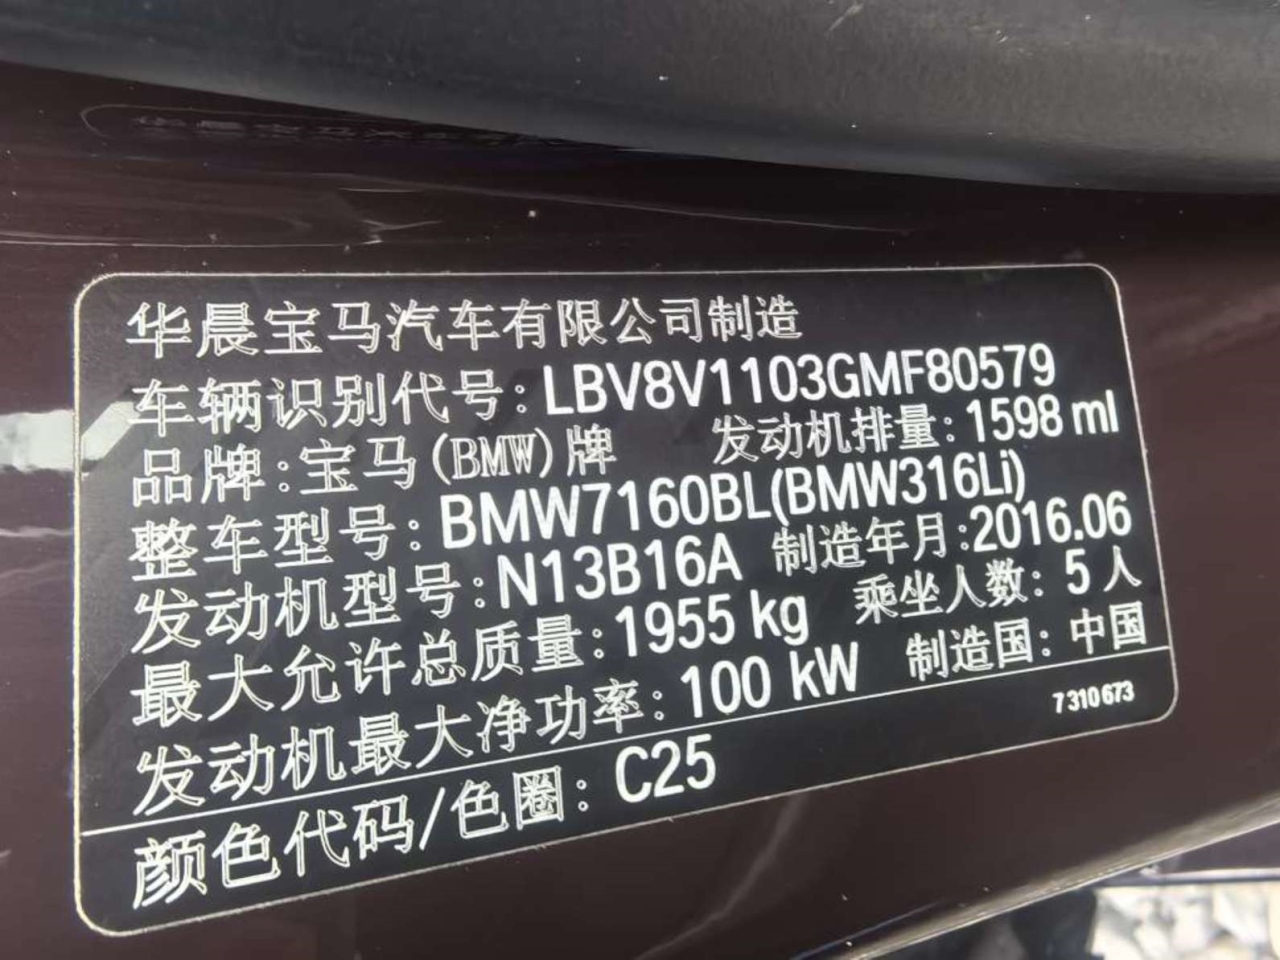 华晨宝马汽车有限公司制造
车辆识别代号:LBV8V1103GMF80579
品牌:宝马(BMW)牌 发动机排量:1598 ml
整车型号:BMW7160BL(BMW316Li)
发动机型号:N13B16A 制造年月:2016.06
最大允许总质量:1955 kg 乘坐人数:5人
发动机最大净功率:100 kW 制造国:中国
7310673
颜色代码/色圈:C25